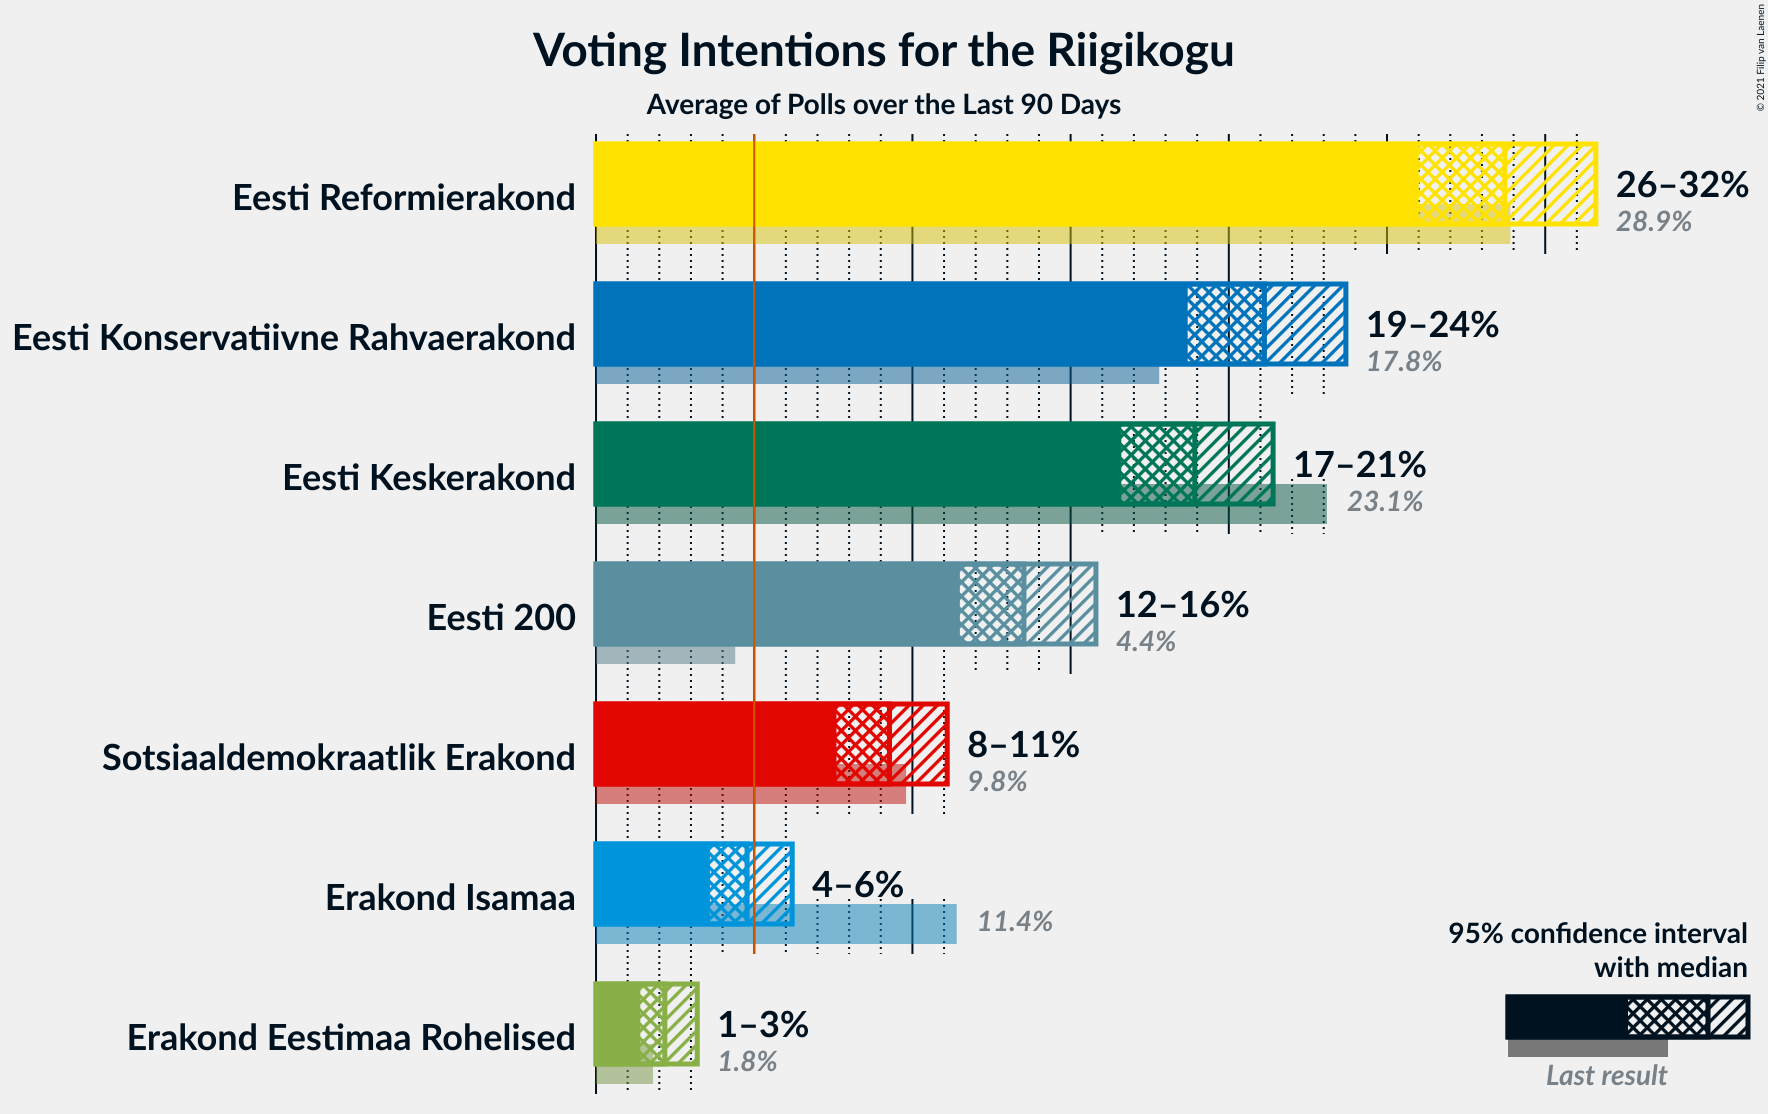 Voting Intentions for the Riigikogu
Average of Polls over the Last 90 Days
© 2021 Filip van Laenen
Eesti Reformierakond
26–32%
28.9%
Eesti Konservatiivne Rahvaerakond
19–24%
17.8%
Eesti Keskerakond
17–21%
23.1%
Eesti 200
12–16%
4.4%
Sotsiaaldemokraatlik Erakond
8–11%
9.8%
Erakond Isamaa
4–6%
11.4%
Erakond Eestimaa Rohelised
1–3%
1.8%
95% confidence interval
with median
Last result